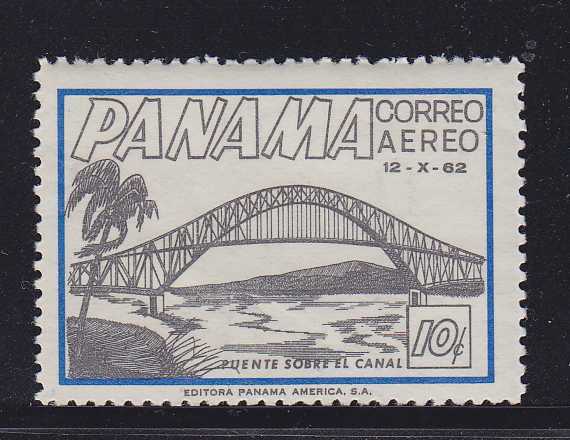 PANAMA CORREO
AEREO
12-X-62
PUENTE SOBRE EL CANAL
10¢
EDITORA PANAMA AMERICA, S.A.